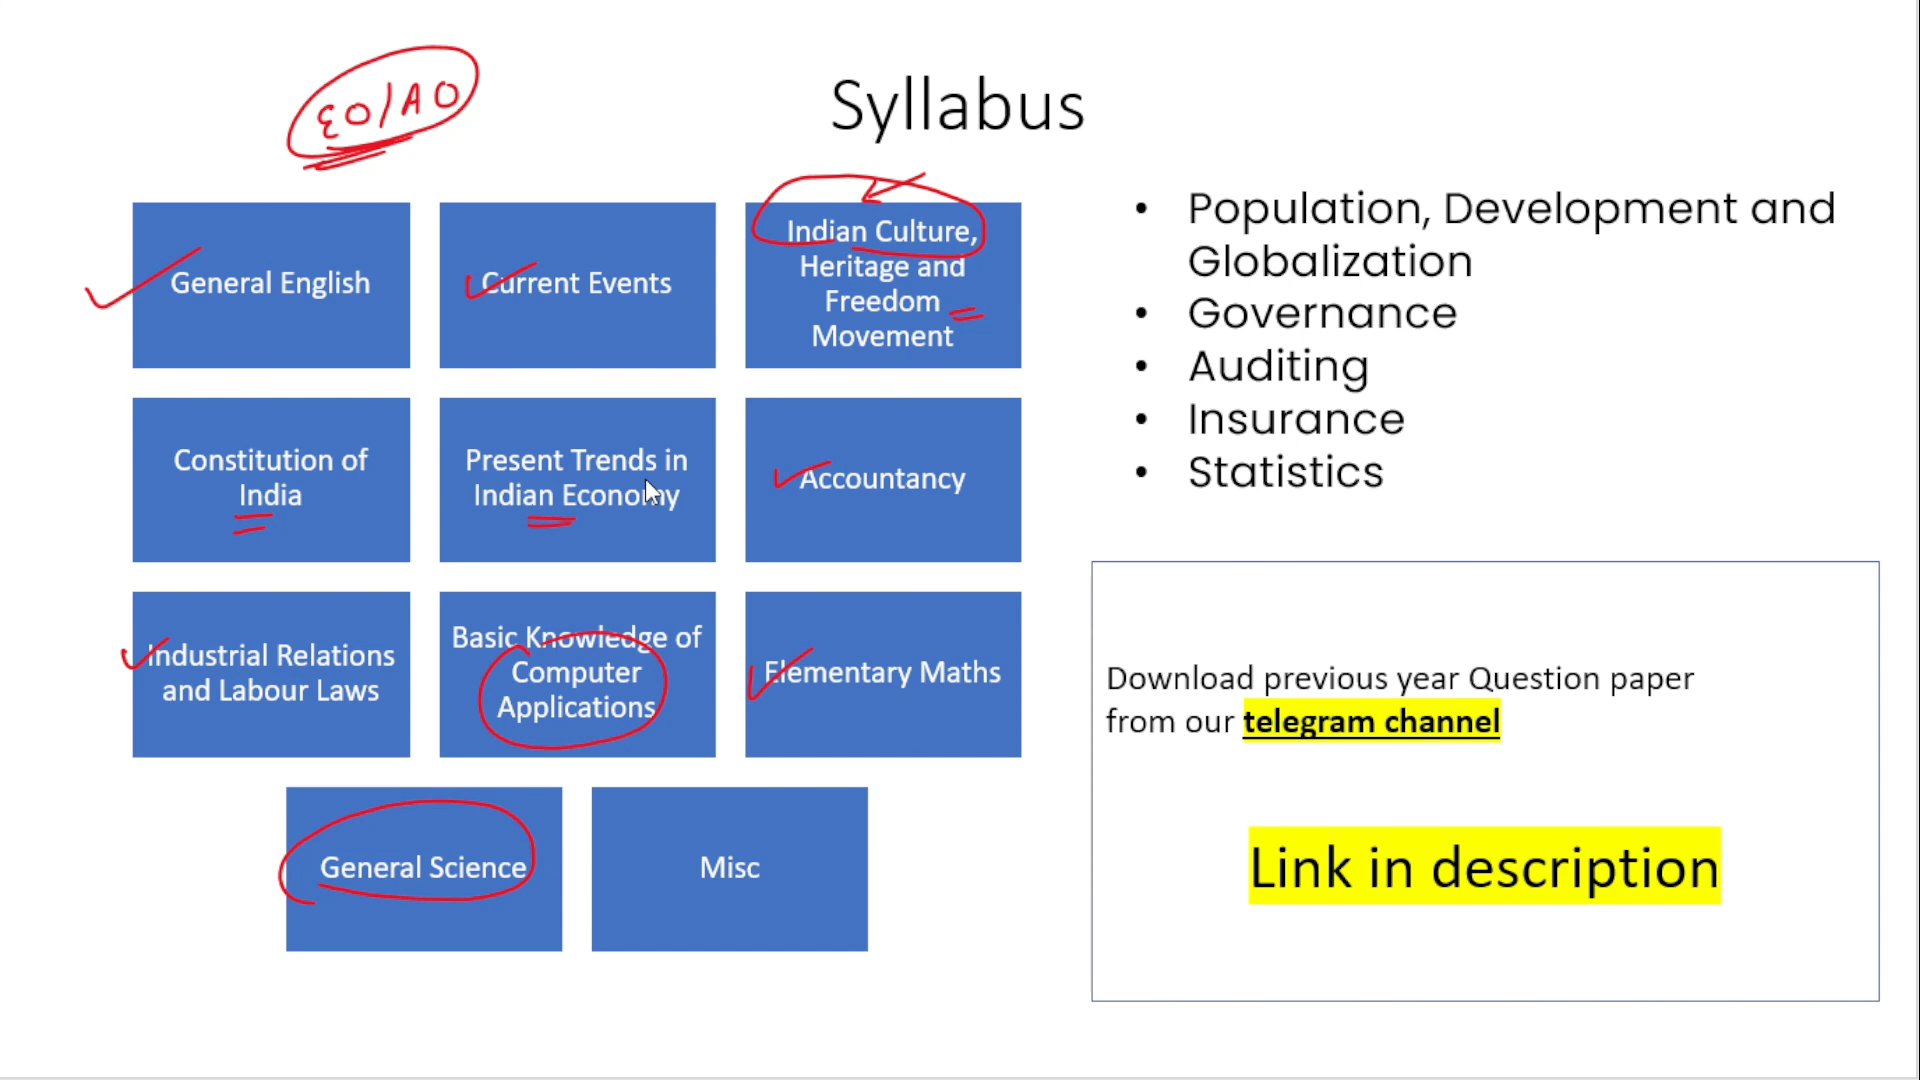 EO/AO
Syllabus
General English
Current Events
Indian Culture,
Heritage and
Freedom
Movement
Constitution of
India
Present Trends in
Indian Economy
Accountancy
Industrial Relations
and Labour Laws
Basic Knowledge of
Computer
Applications
Elementary Maths
General Science
Misc
• Population, Development and
Globalization
• Governance
• Auditing
• Insurance
• Statistics
Download previous year Question paper
from our telegram channel
Link in description